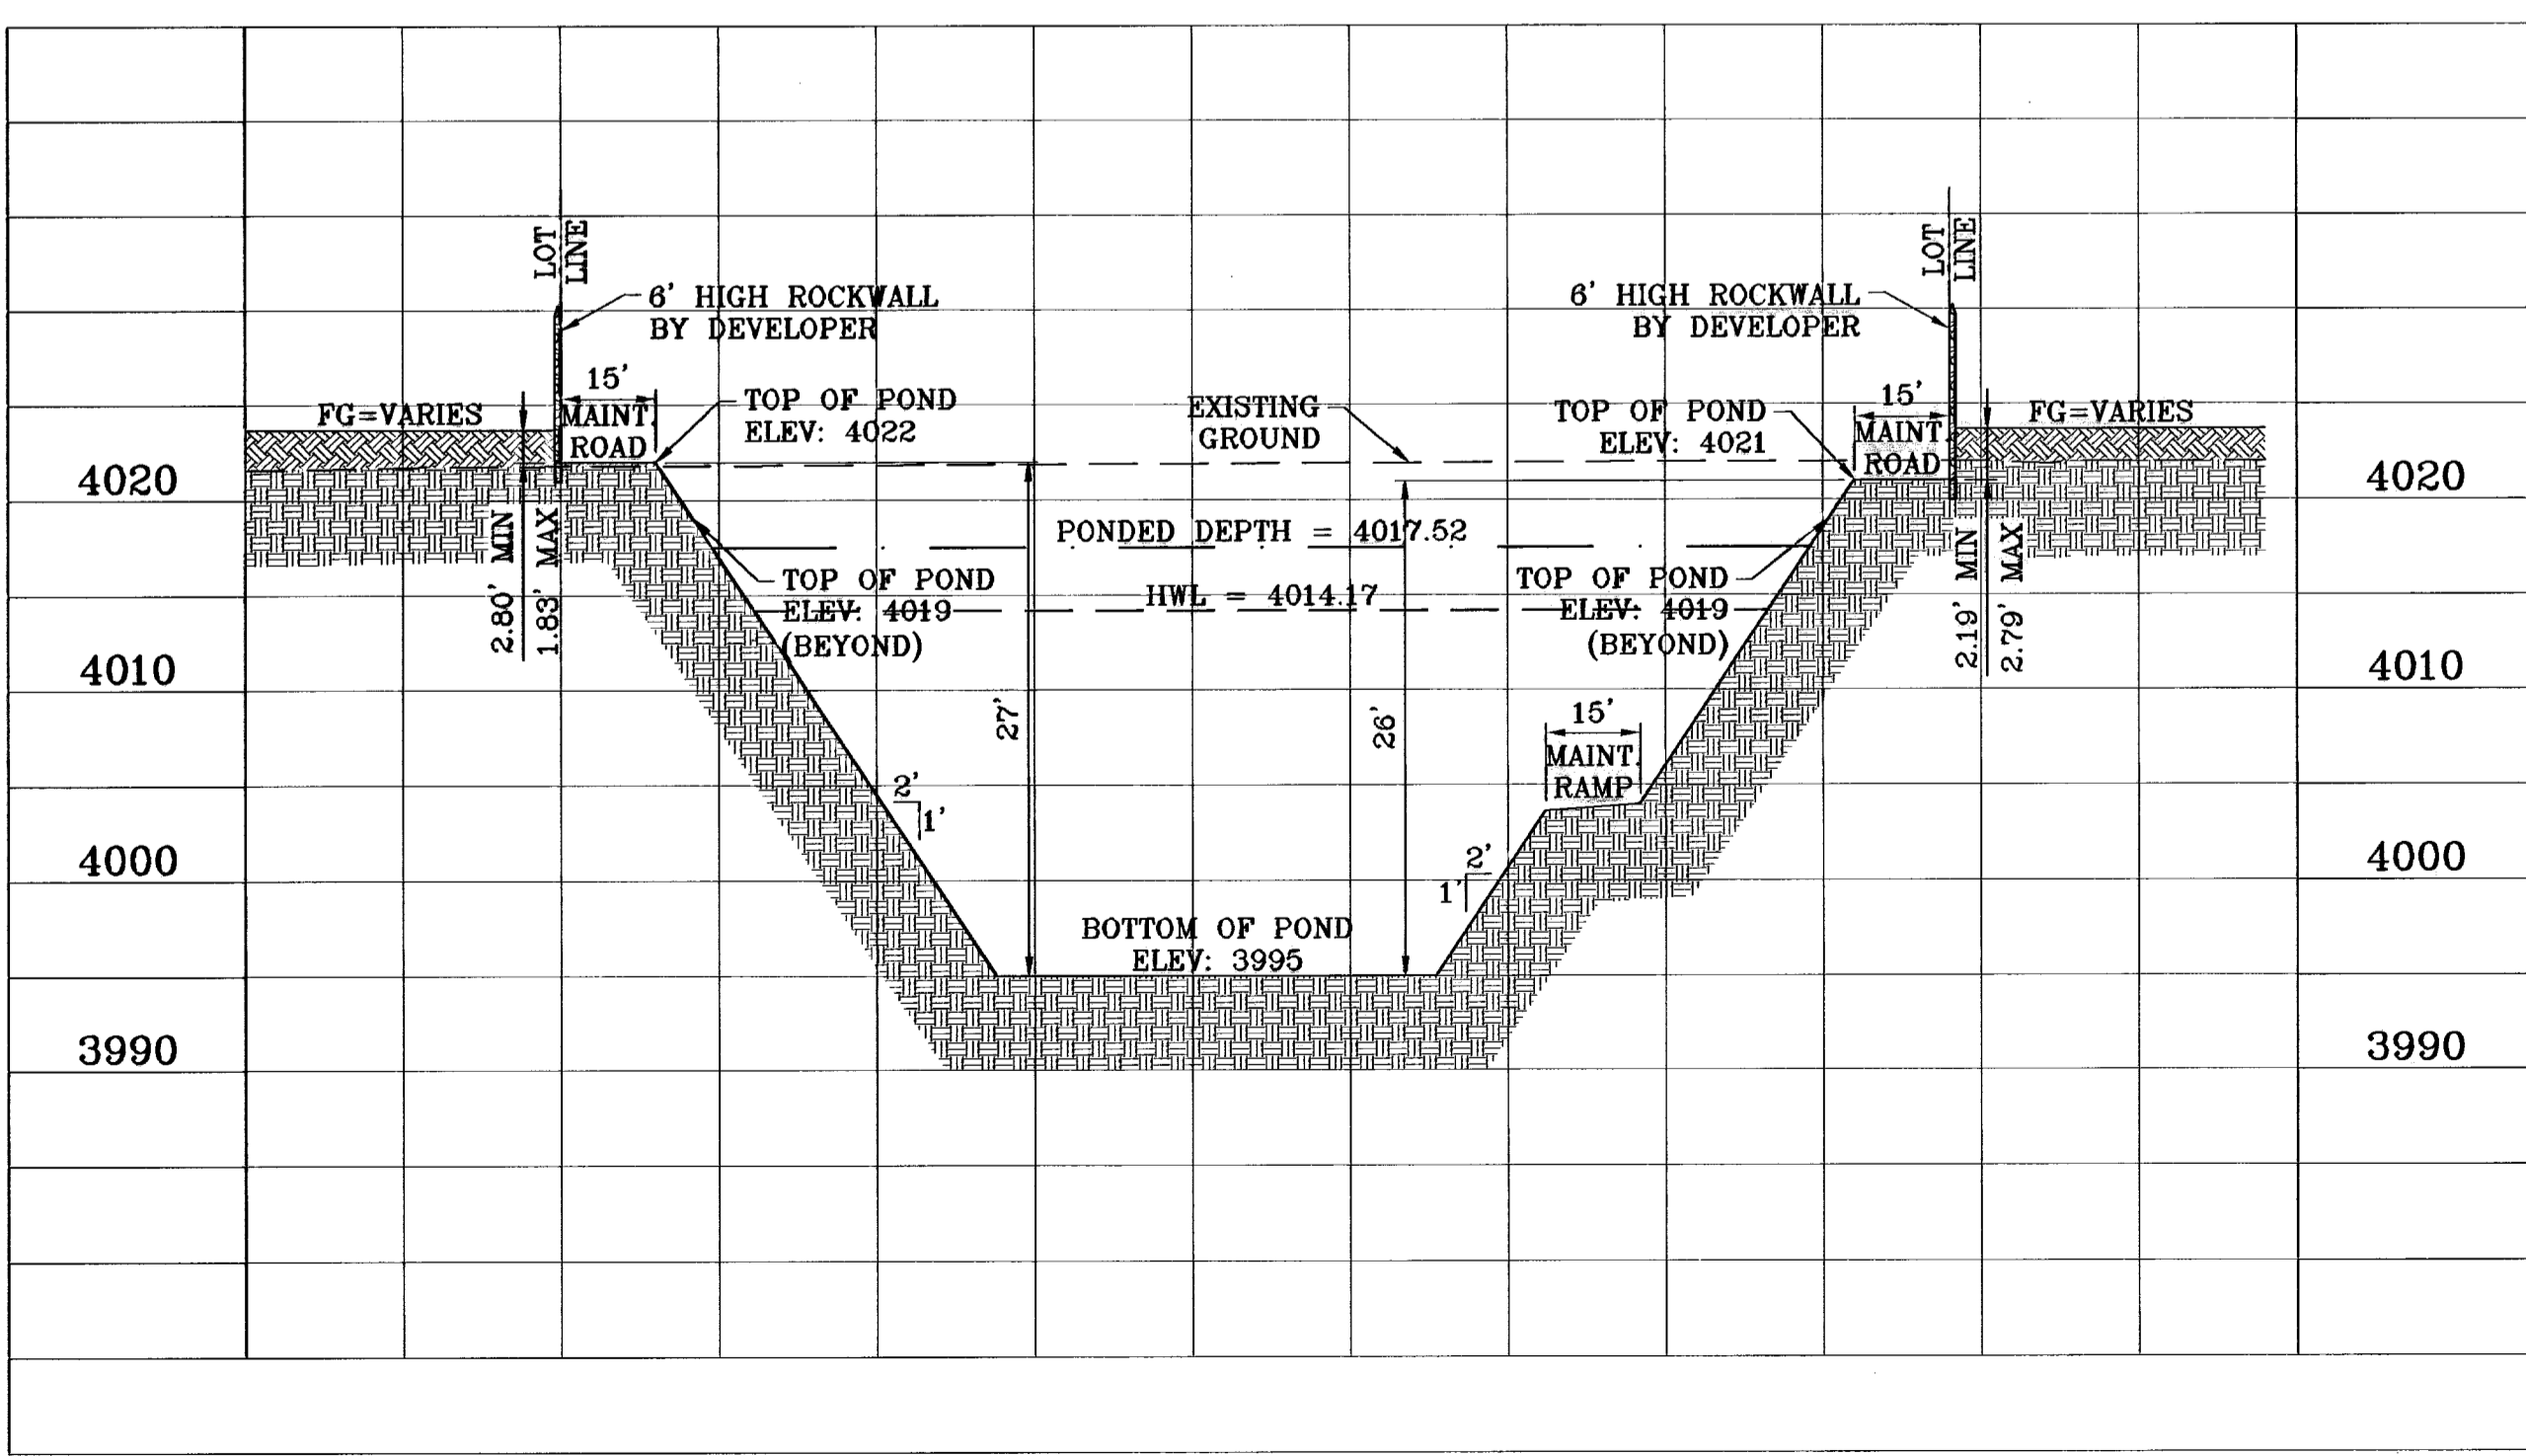 LOT
LINE
LOT
LINE
6' HIGH ROCKWALL
BY DEVELOPER
6' HIGH ROCKWALL
BY DEVELOPER
15'
MAINT.
ROAD
FG=VARIES
TOP OF POND
ELEV: 4022
EXISTING
GROUND
TOP OF POND
ELEV: 4021
15'
MAINT.
ROAD
FG=VARIES
4020
4020
2.80' MIN
1.83' MAX
PONDED DEPTH = 4017.52
TOP OF POND
ELEV: 4019
(BEYOND)
HWL = 4014.17
TOP OF POND
ELEV: 4019
(BEYOND)
2.19' MIN
2.79' MAX
4010
4010
27'
26'
15'
MAINT.
RAMP
2'
1'
2'
1'
4000
4000
BOTTOM OF POND
ELEV: 3995
3990
3990